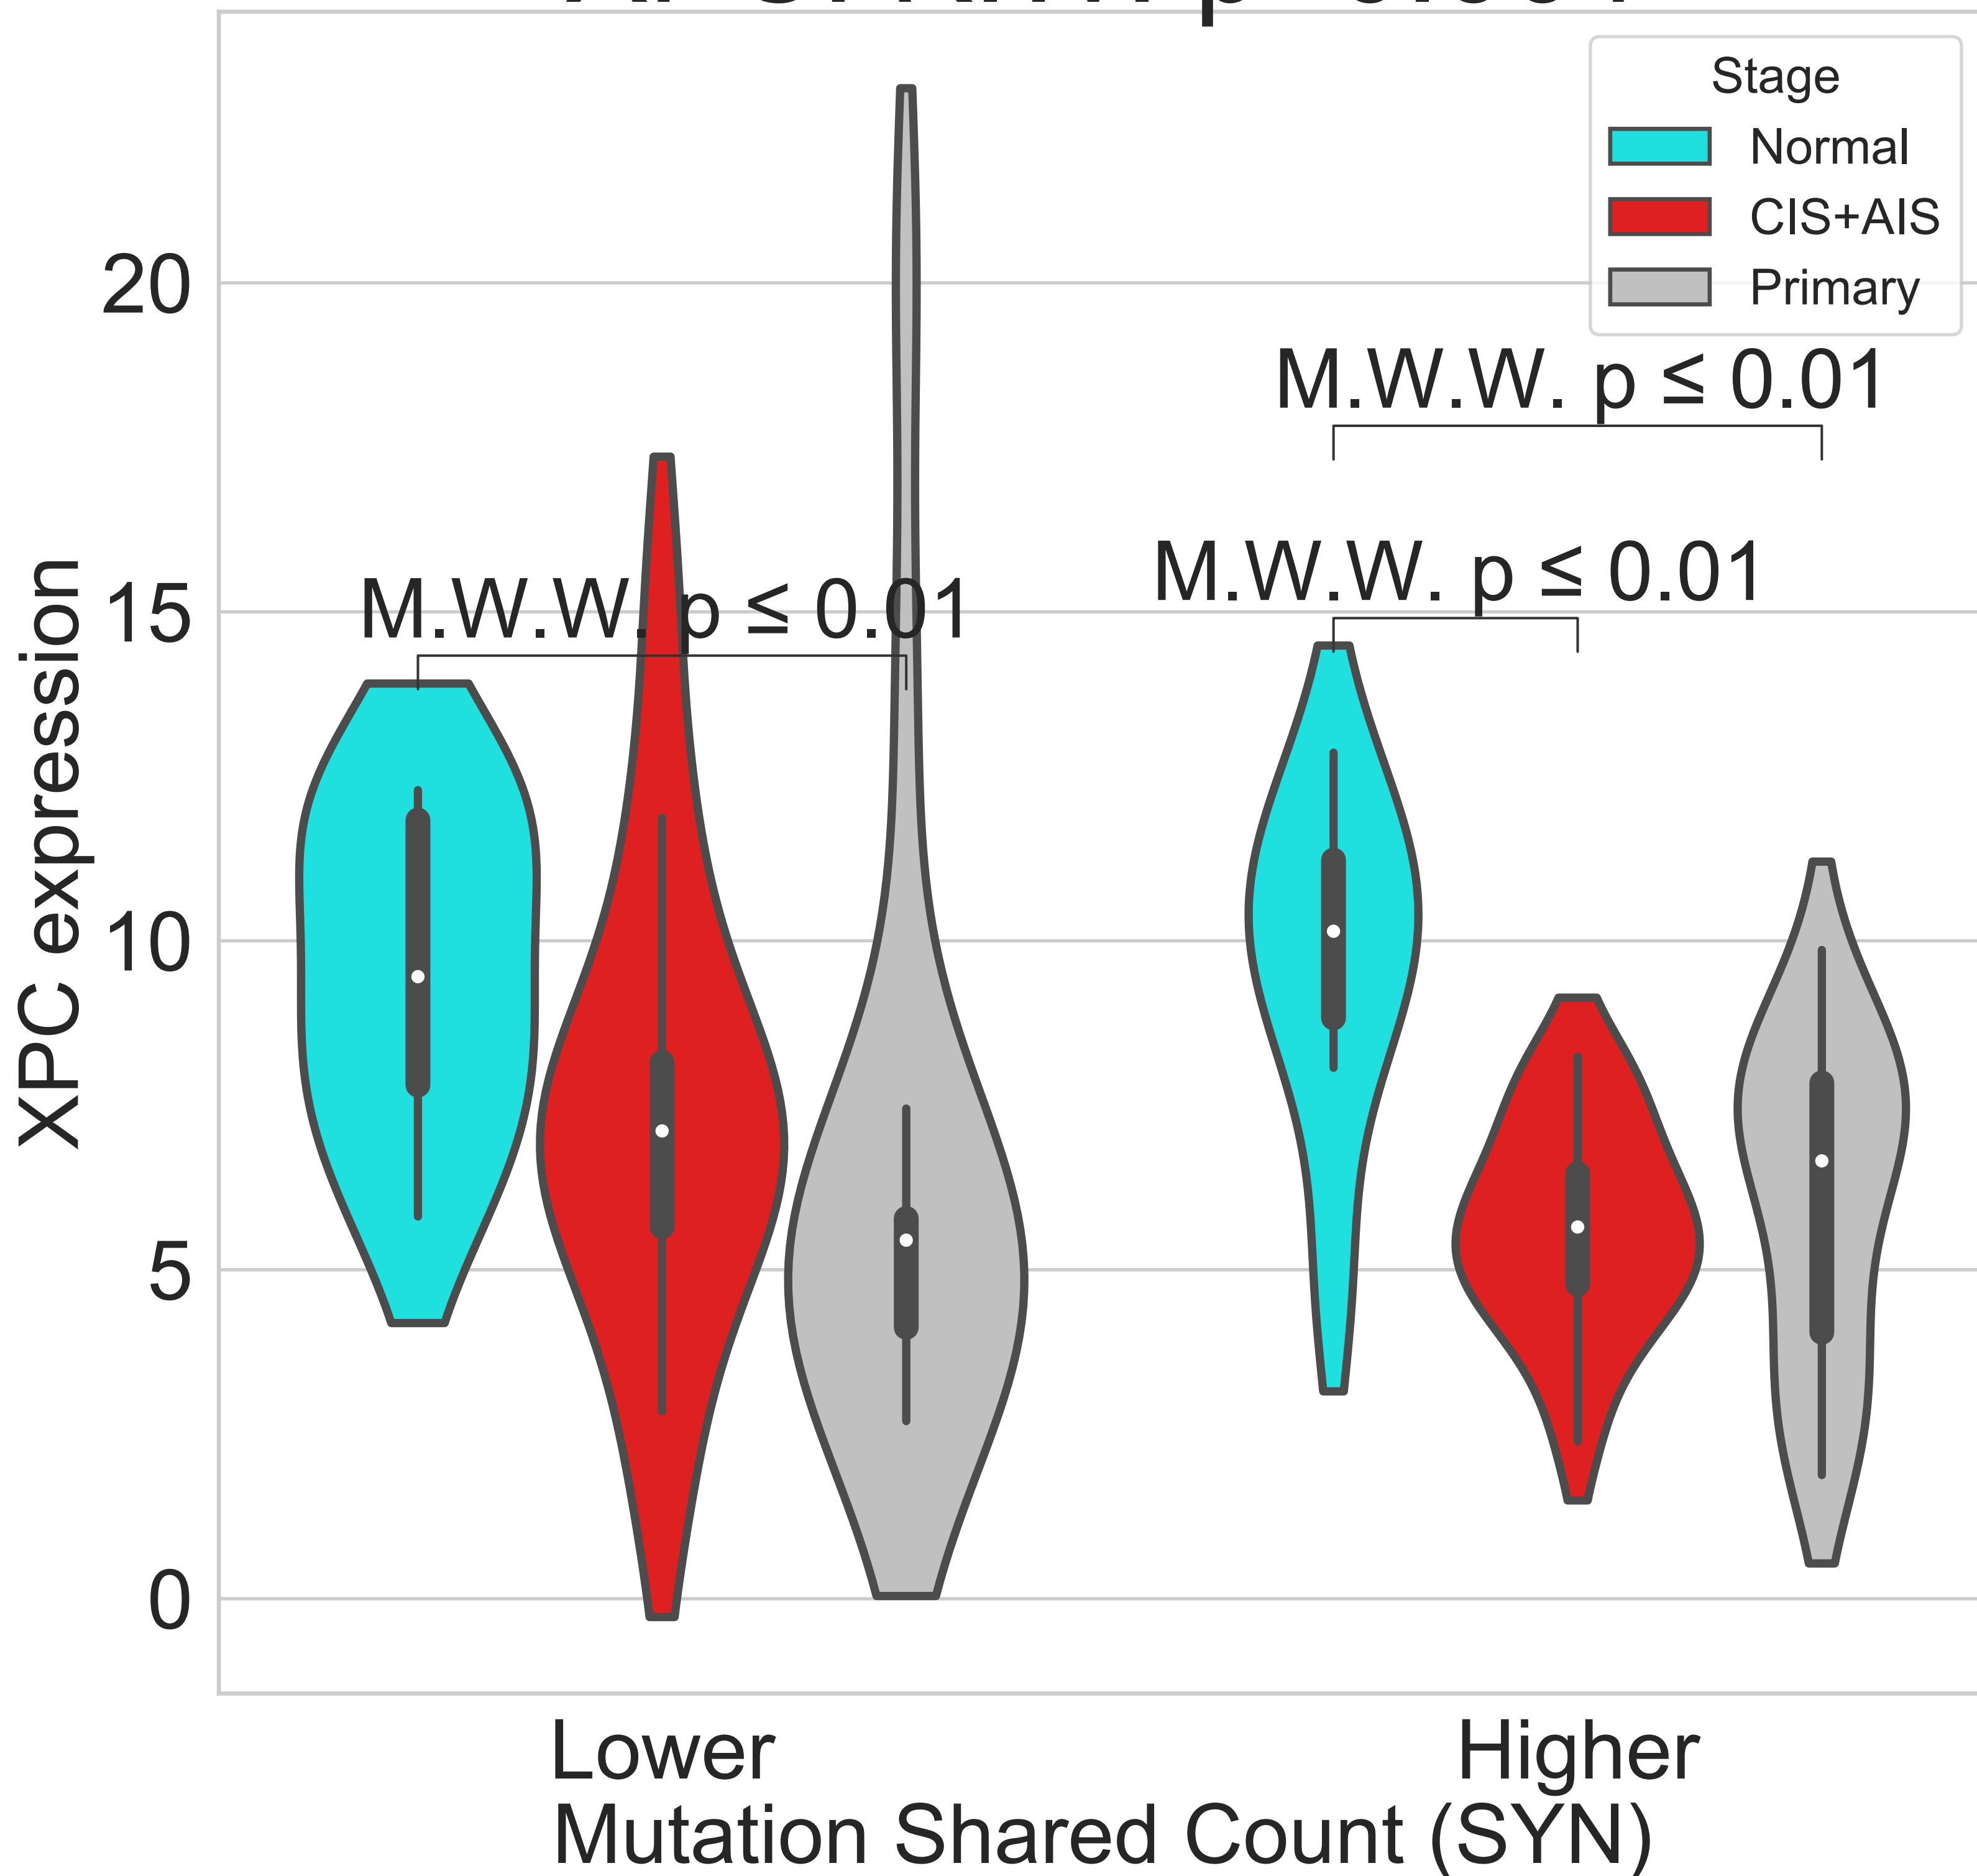 Stage
Normal
CIS+AIS
Primary
20
15
10
5
0
XPC expression
M.W.W. p ≤ 0.01
M.W.W. p ≤ 0.01
M.W.W. p ≤ 0.01
Lower
Higher
Mutation Shared Count (SYN)